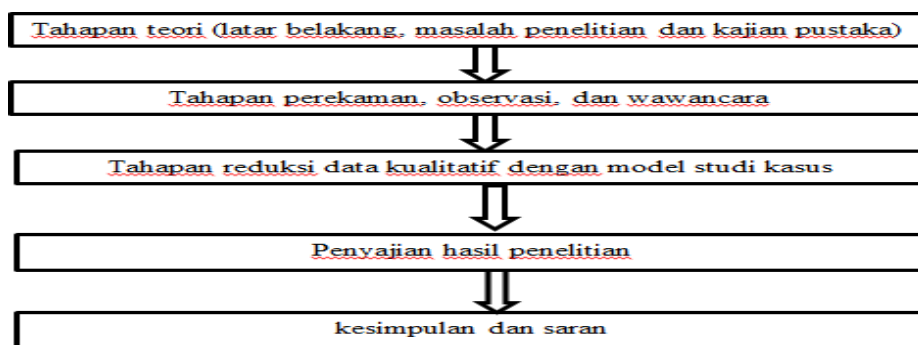 Tahapan teori (latar belakang, masalah penelitian dan kajian pustaka)
Tahapan perekaman, observasi, dan wawancara
Tahapan reduksi data kualitatif dengan model studi kasus
Penyajian hasil penelitian
kesimpulan dan saran